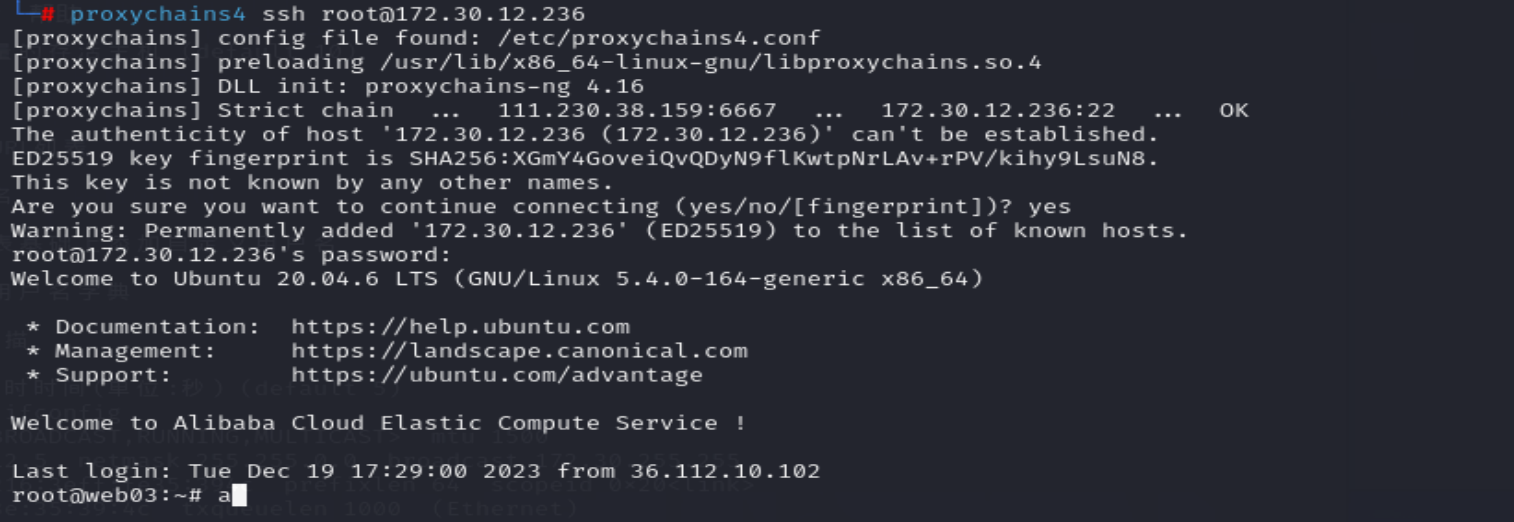 └─# proxychains4 ssh root@172.30.12.236
[proxychains] config file found: /etc/proxychains4.conf
[proxychains] preloading /usr/lib/x86_64-linux-gnu/libproxychains.so.4
[proxychains] DLL init: proxychains-ng 4.16
[proxychains] Strict chain  ...  111.230.38.159:6667  ...  172.30.12.236:22  ...  OK
The authenticity of host '172.30.12.236 (172.30.12.236)' can't be established.
ED25519 key fingerprint is SHA256:XGmY4GoveiQvQDyN9flKwtpNrLAv+rPV/kihy9LsuN8.
This key is not known by any other names.
Are you sure you want to continue connecting (yes/no/[fingerprint])? yes
Warning: Permanently added '172.30.12.236' (ED25519) to the list of known hosts.
root@172.30.12.236's password:
Welcome to Ubuntu 20.04.6 LTS (GNU/Linux 5.4.0-164-generic x86_64)
* Documentation:  https://help.ubuntu.com
* Management:     https://landscape.canonical.com
* Support:        https://ubuntu.com/advantage
Welcome to Alibaba Cloud Elastic Compute Service !
Last login: Tue Dec 19 17:29:00 2023 from 36.112.10.102
root@web03:~# a